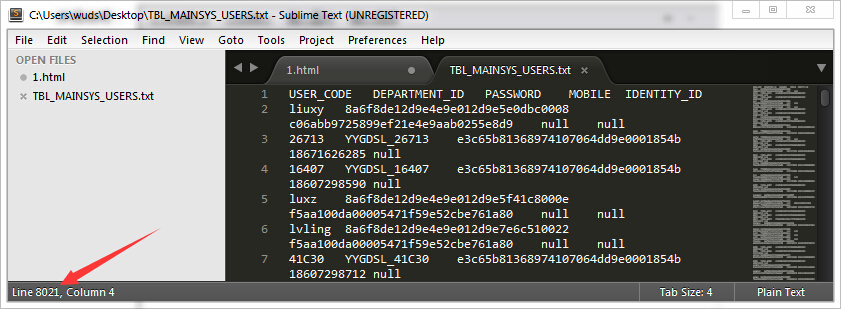 C:\Users\wuds\Desktop\TBL_MAINSYS_USERS.txt - Sublime Text (UNREGISTERED)
File Edit Selection Find View Goto Tools Project Preferences Help
OPEN FILES
1.html
TBL_MAINSYS_USERS.txt
1.html
TBL_MAINSYS_USERS.txt
1 USER_CODE DEPARTMENT_ID PASSWORD MOBILE IDENTITY_ID
2 liuxy 8a6f8de12d9e4e9e012d9e5e0dbc0008
c06abb9725899ef21e4e9aab0255e8d9 null null
3 26713 YYGDSL_26713 e3c65b81368974107064dd9e0001854b
18671626285 null
4 16407 YYGDSL_16407 e3c65b81368974107064dd9e0001854b
18607298590 null
5 luxz 8a6f8de12d9e4e9e012d9e5f41c8000e
f5aa100da00005471f59e52cbe761a80 null null
6 lvling 8a6f8de12d9e4e9e012d9e7e6c510022
f5aa100da00005471f59e52cbe761a80 null null
7 41C30 YYGDSL_41C30 e3c65b81368974107064dd9e0001854b
18607298712 null
Line 8021, Column 4 Tab Size: 4 Plain Text